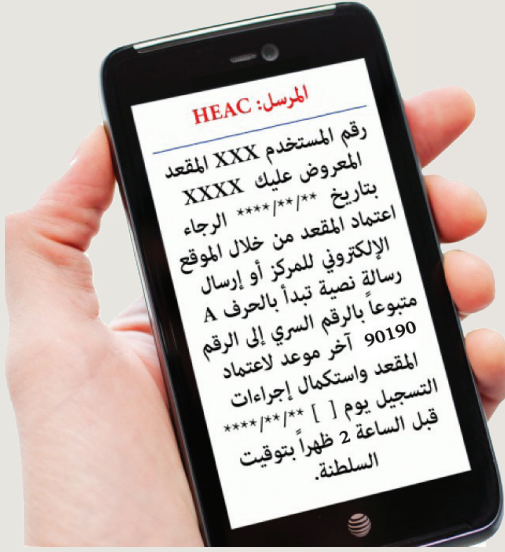 المرسل: HEAC
رقم المستخدم XXX المقعد
المعروض عليك XXXX
بتاريخ **/**/**** الرجاء
اعتماد المقعد من خلال الموقع
الإلكتروني للمركز أو إرسال
رسالة نصية تبدأ بالحرف A
متبوعاً بالرقم السري إلى الرقم
90190 آخر موعد لاعتماد
المقعد واستكمال إجراءات
التسجيل يوم [ ] **/**/****
قبل الساعة 2 ظهراً بتوقيت
السلطنة.